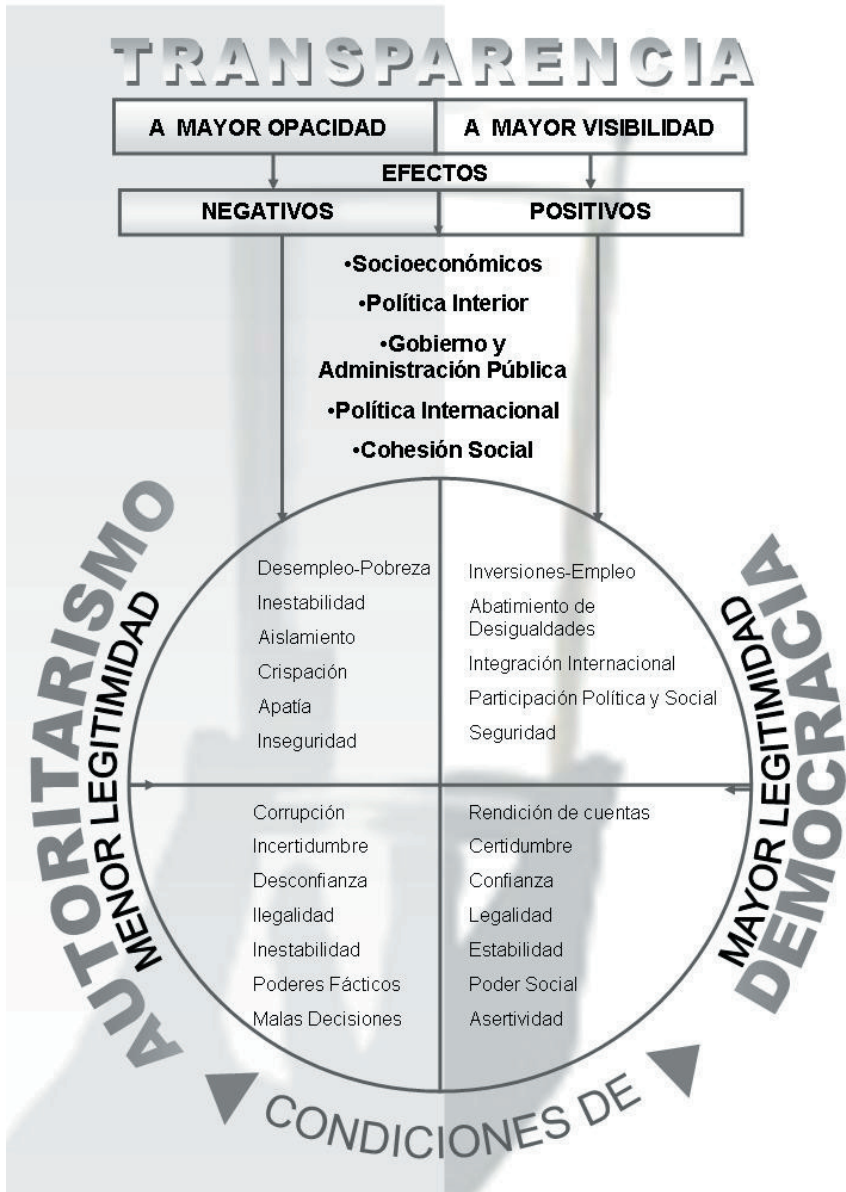 TRANSPARENCIA
A MAYOR OPACIDAD
A MAYOR VISIBILIDAD
EFECTOS
NEGATIVOS
POSITIVOS
•Socioeconómicos
•Política Interior
•Gobierno y
Administración Pública
•Política Internacional
•Cohesión Social
AUTORITARISMO
MENOR LEGITIMIDAD
Desempleo-Pobreza
Inestabilidad
Aislamiento
Crispación
Apatía
Inseguridad
Inversiones-Empleo
Abatimiento de
Desigualdades
Integración Internacional
Participación Política y Social
Seguridad
Corrupción
Incertidumbre
Desconfianza
Ilegalidad
Inestabilidad
Poderes Fácticos
Malas Decisiones
Rendición de cuentas
Certidumbre
Confianza
Legalidad
Estabilidad
Poder Social
Asertividad
MAYOR LEGITIMIDAD
DEMOCRACIA
CONDICIONES DE